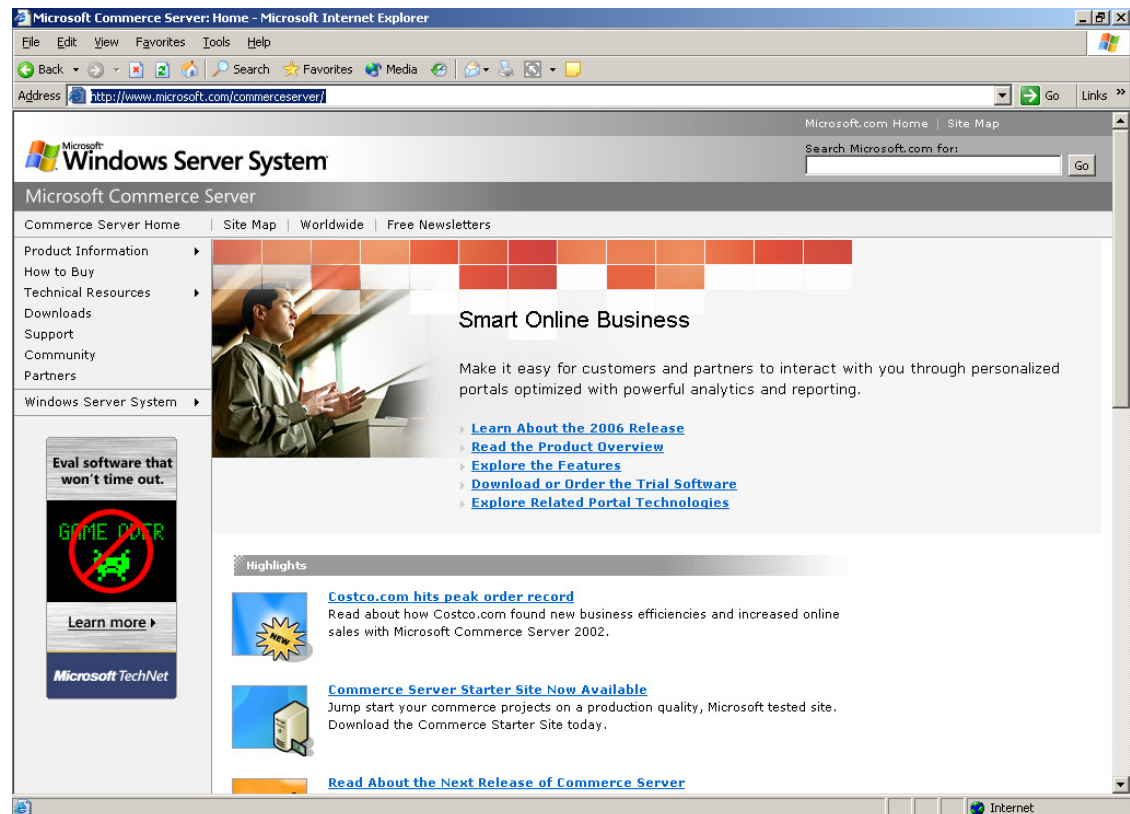 Microsoft Commerce Server: Home - Microsoft Internet Explorer
File Edit View Favorites Tools Help
Back Search Favorites Media
Address http://www.microsoft.com/commerceserver/ Go Links »
Microsoft.com Home | Site Map
Microsoft
Windows Server System
Search Microsoft.com for:
Go
Microsoft Commerce Server
Commerce Server Home | Site Map | Worldwide | Free Newsletters
Product Information
How to Buy
Technical Resources
Downloads
Support
Community
Partners
Windows Server System
Eval software that
won't time out.
GAME OVER
Learn more
Microsoft TechNet
Smart Online Business
Make it easy for customers and partners to interact with you through personalized
portals optimized with powerful analytics and reporting.
Learn About the 2006 Release
Read the Product Overview
Explore the Features
Download or Order the Trial Software
Explore Related Portal Technologies
Highlights
NEW
Costco.com hits peak order record
Read about how Costco.com found new business efficiencies and increased online
sales with Microsoft Commerce Server 2002.
Commerce Server Starter Site Now Available
Jump start your commerce projects on a production quality, Microsoft tested site.
Download the Commerce Starter Site today.
Read About the Next Release of Commerce Server
Internet